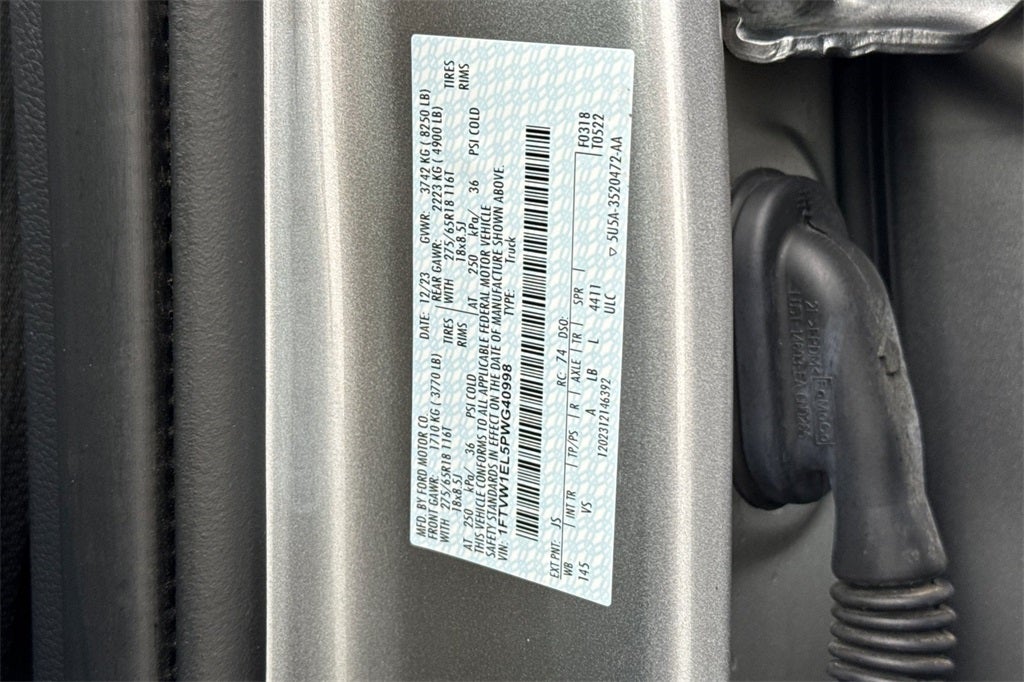 MFD BY FORD MOTOR CO. DATE: 12/23 GVWR: 3742 KG ( 8250 LB)
FRONT GAWR: 1710 KG ( 3770 LB) REAR GAWR: 2223 KG ( 4900 LB)
WITH 275/65R18 116T TIRES WITH 275/65R18 116T TIRES
18x8.5J RIMS 18x8.5J RIMS
AT 250 kPa/ 36 PSI COLD AT 250 kPa/ 36 PSI COLD
THIS VEHICLE CONFORMS TO ALL APPLICABLE FEDERAL MOTOR VEHICLE
SAFETY STANDARDS IN EFFECT ON THE DATE OF MANUFACTURE SHOWN ABOVE.
VIN: 1FTVW1EL5PWG40998 TYPE: Truck
EXT PNT: JS RC: 74 DSO: F0318
WB INT TR TP/PS R AXLE TR SPR T0522
145 VS A LB L 4411
1202312146392 ULC ▽ 5U5A-3520472-AA